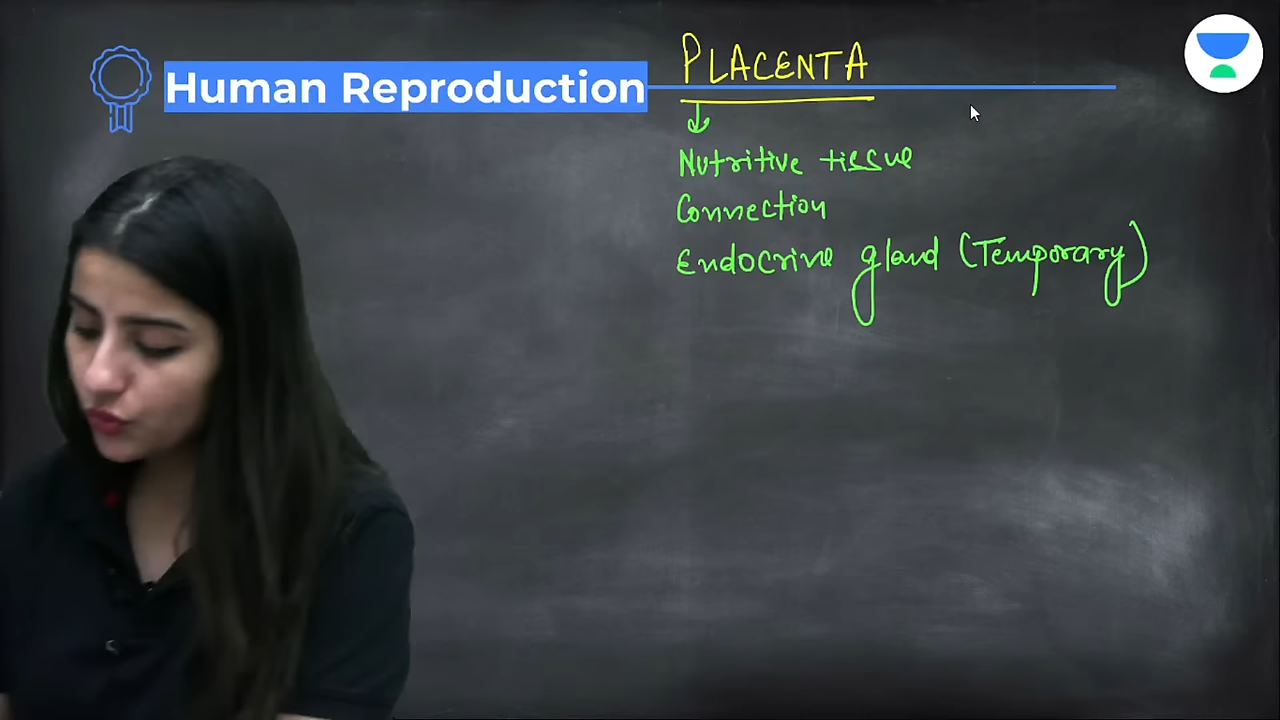 Human Reproduction
PLACENTA
Nutritive tissue
Connection
Endocrine gland (Temporary)